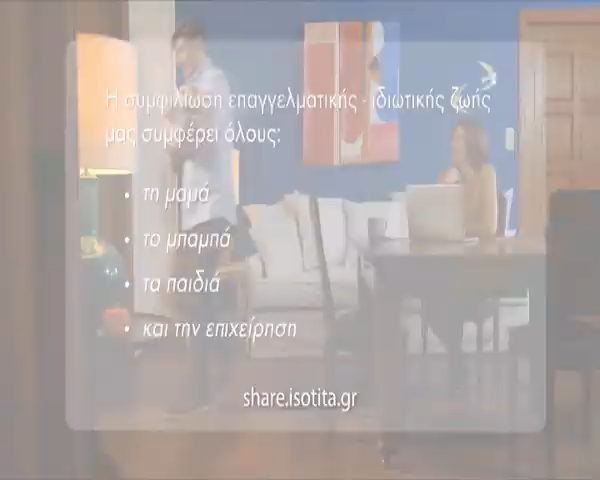 Η συμφιλίωση επαγγελματικής - ιδιωτικής ζωής
μας συμφέρει όλους:
• τη μαμά
• το μπαμπά
• τα παιδιά
• και την επιχείρηση
share.isotita.gr